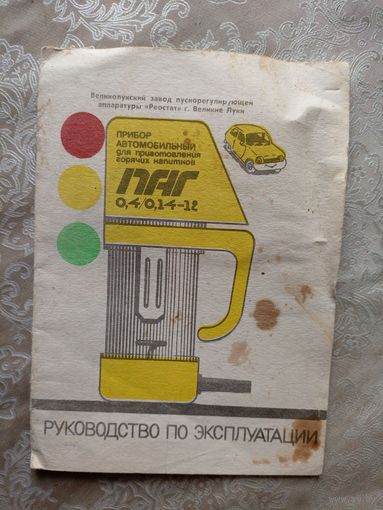 Великолукский завод пускорегулирующей
аппаратуры «Реостат» г. Великие Луки
ПРИБОР
АВТОМОБИЛЬНЫЙ
для приготовления
горячих напитков
ПАГ
0,4/0,14-12
РУКОВОДСТВО ПО ЭКСПЛУАТАЦИИ